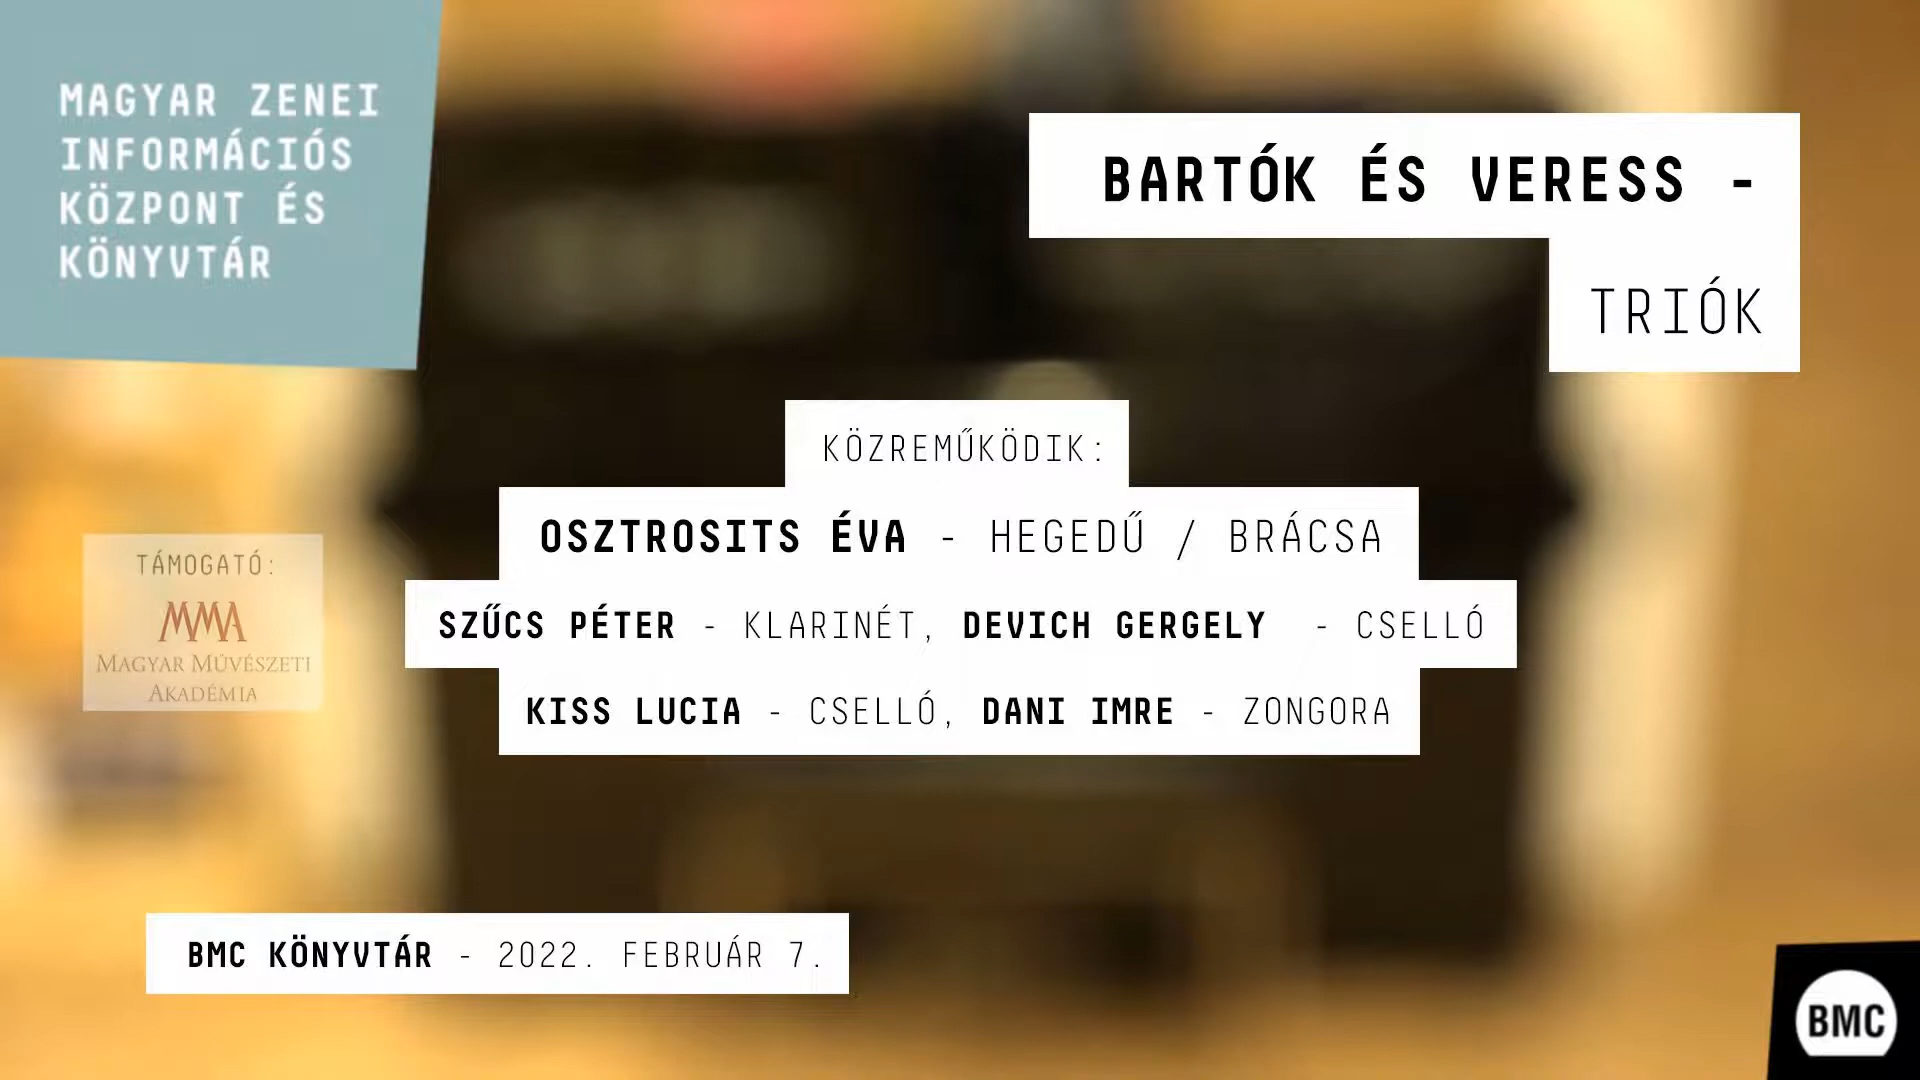 MAGYAR ZENEI
INFORMÁCIÓS
KÖZPONT ÉS
KÖNYVTÁR
BARTÓK ÉS VERESS -
TRIÓK
KÖZREMŰKÖDIK:
OSZTROSITS ÉVA - HEGEDŰ / BRÁCSA
SZŰCS PÉTER - KLARINÉT, DEVICH GERGELY - CSELLÓ
KISS LUCIA - CSELLÓ, DANI IMRE - ZONGORA
TÁMOGATÓ:
MMA
MAGYAR MŰVÉSZETI
AKADÉMIA
BMC KÖNYVTÁR - 2022. FEBRUÁR 7.
BMC